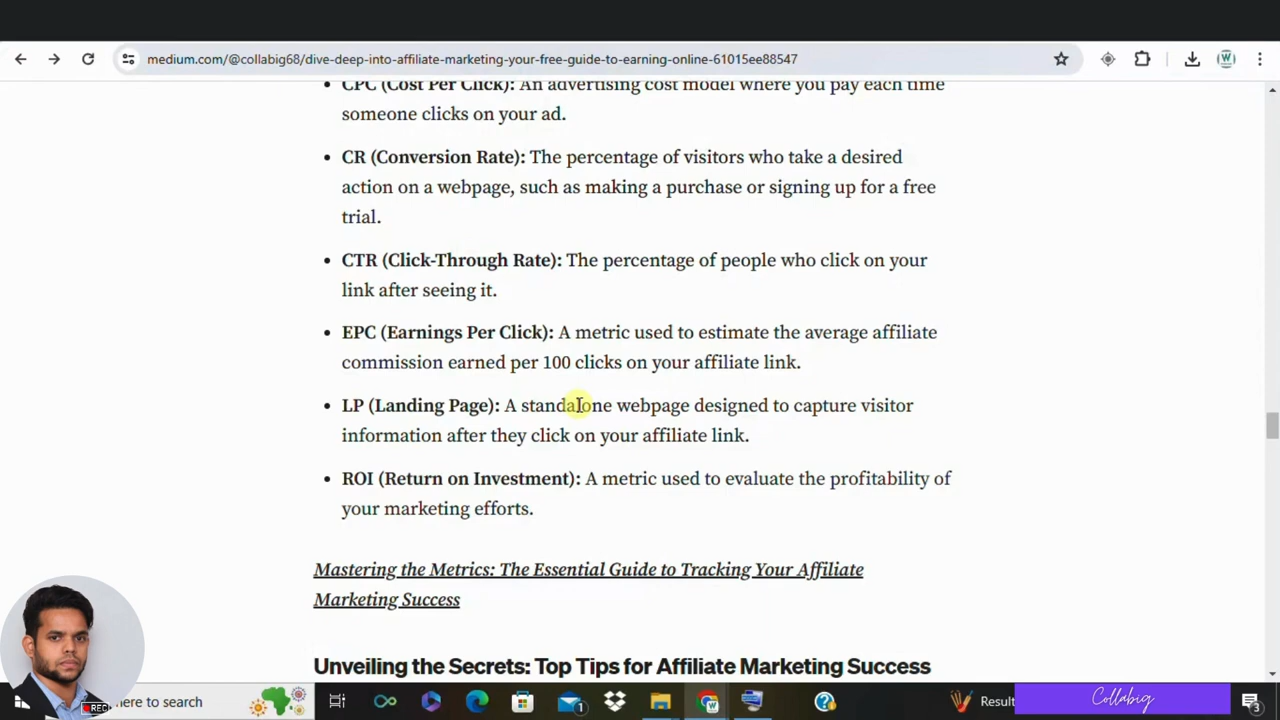 medium.com/@collabig68/dive-deep-into-affiliate-marketing-your-free-guide-to-earning-online-61015ee88547
W
• CPC (Cost Per Click): An advertising cost model where you pay each time
someone clicks on your ad.
• CR (Conversion Rate): The percentage of visitors who take a desired
action on a webpage, such as making a purchase or signing up for a free
trial.
• CTR (Click-Through Rate): The percentage of people who click on your
link after seeing it.
• EPC (Earnings Per Click): A metric used to estimate the average affiliate
commission earned per 100 clicks on your affiliate link.
• LP (Landing Page): A standalone webpage designed to capture visitor
information after they click on your affiliate link.
• ROI (Return on Investment): A metric used to evaluate the profitability of
your marketing efforts.
Mastering the Metrics: The Essential Guide to Tracking Your Affiliate
Marketing Success
Unveiling the Secrets: Top Tips for Affiliate Marketing Success
REC
here to search
1
W
?
Result
Collabig
3